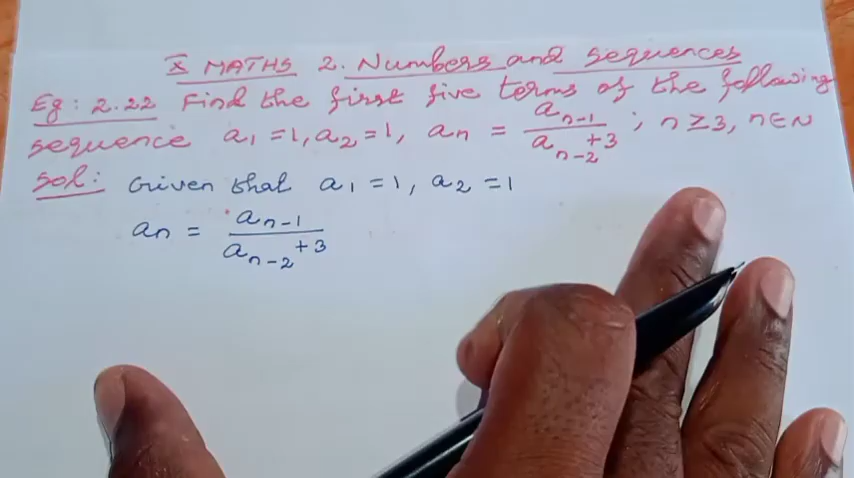 X MATHS 2. Numbers and sequences
Eg: 2.22 Find the first five terms of the following
sequence a₁ = 1, a₂ = 1, aₙ = aₙ₋₁ / (aₙ₋₂ + 3) ; n ≥ 3, n ∈ N
Sol: Given that a₁ = 1, a₂ = 1
aₙ = aₙ₋₁ / (aₙ₋₂ + 3)